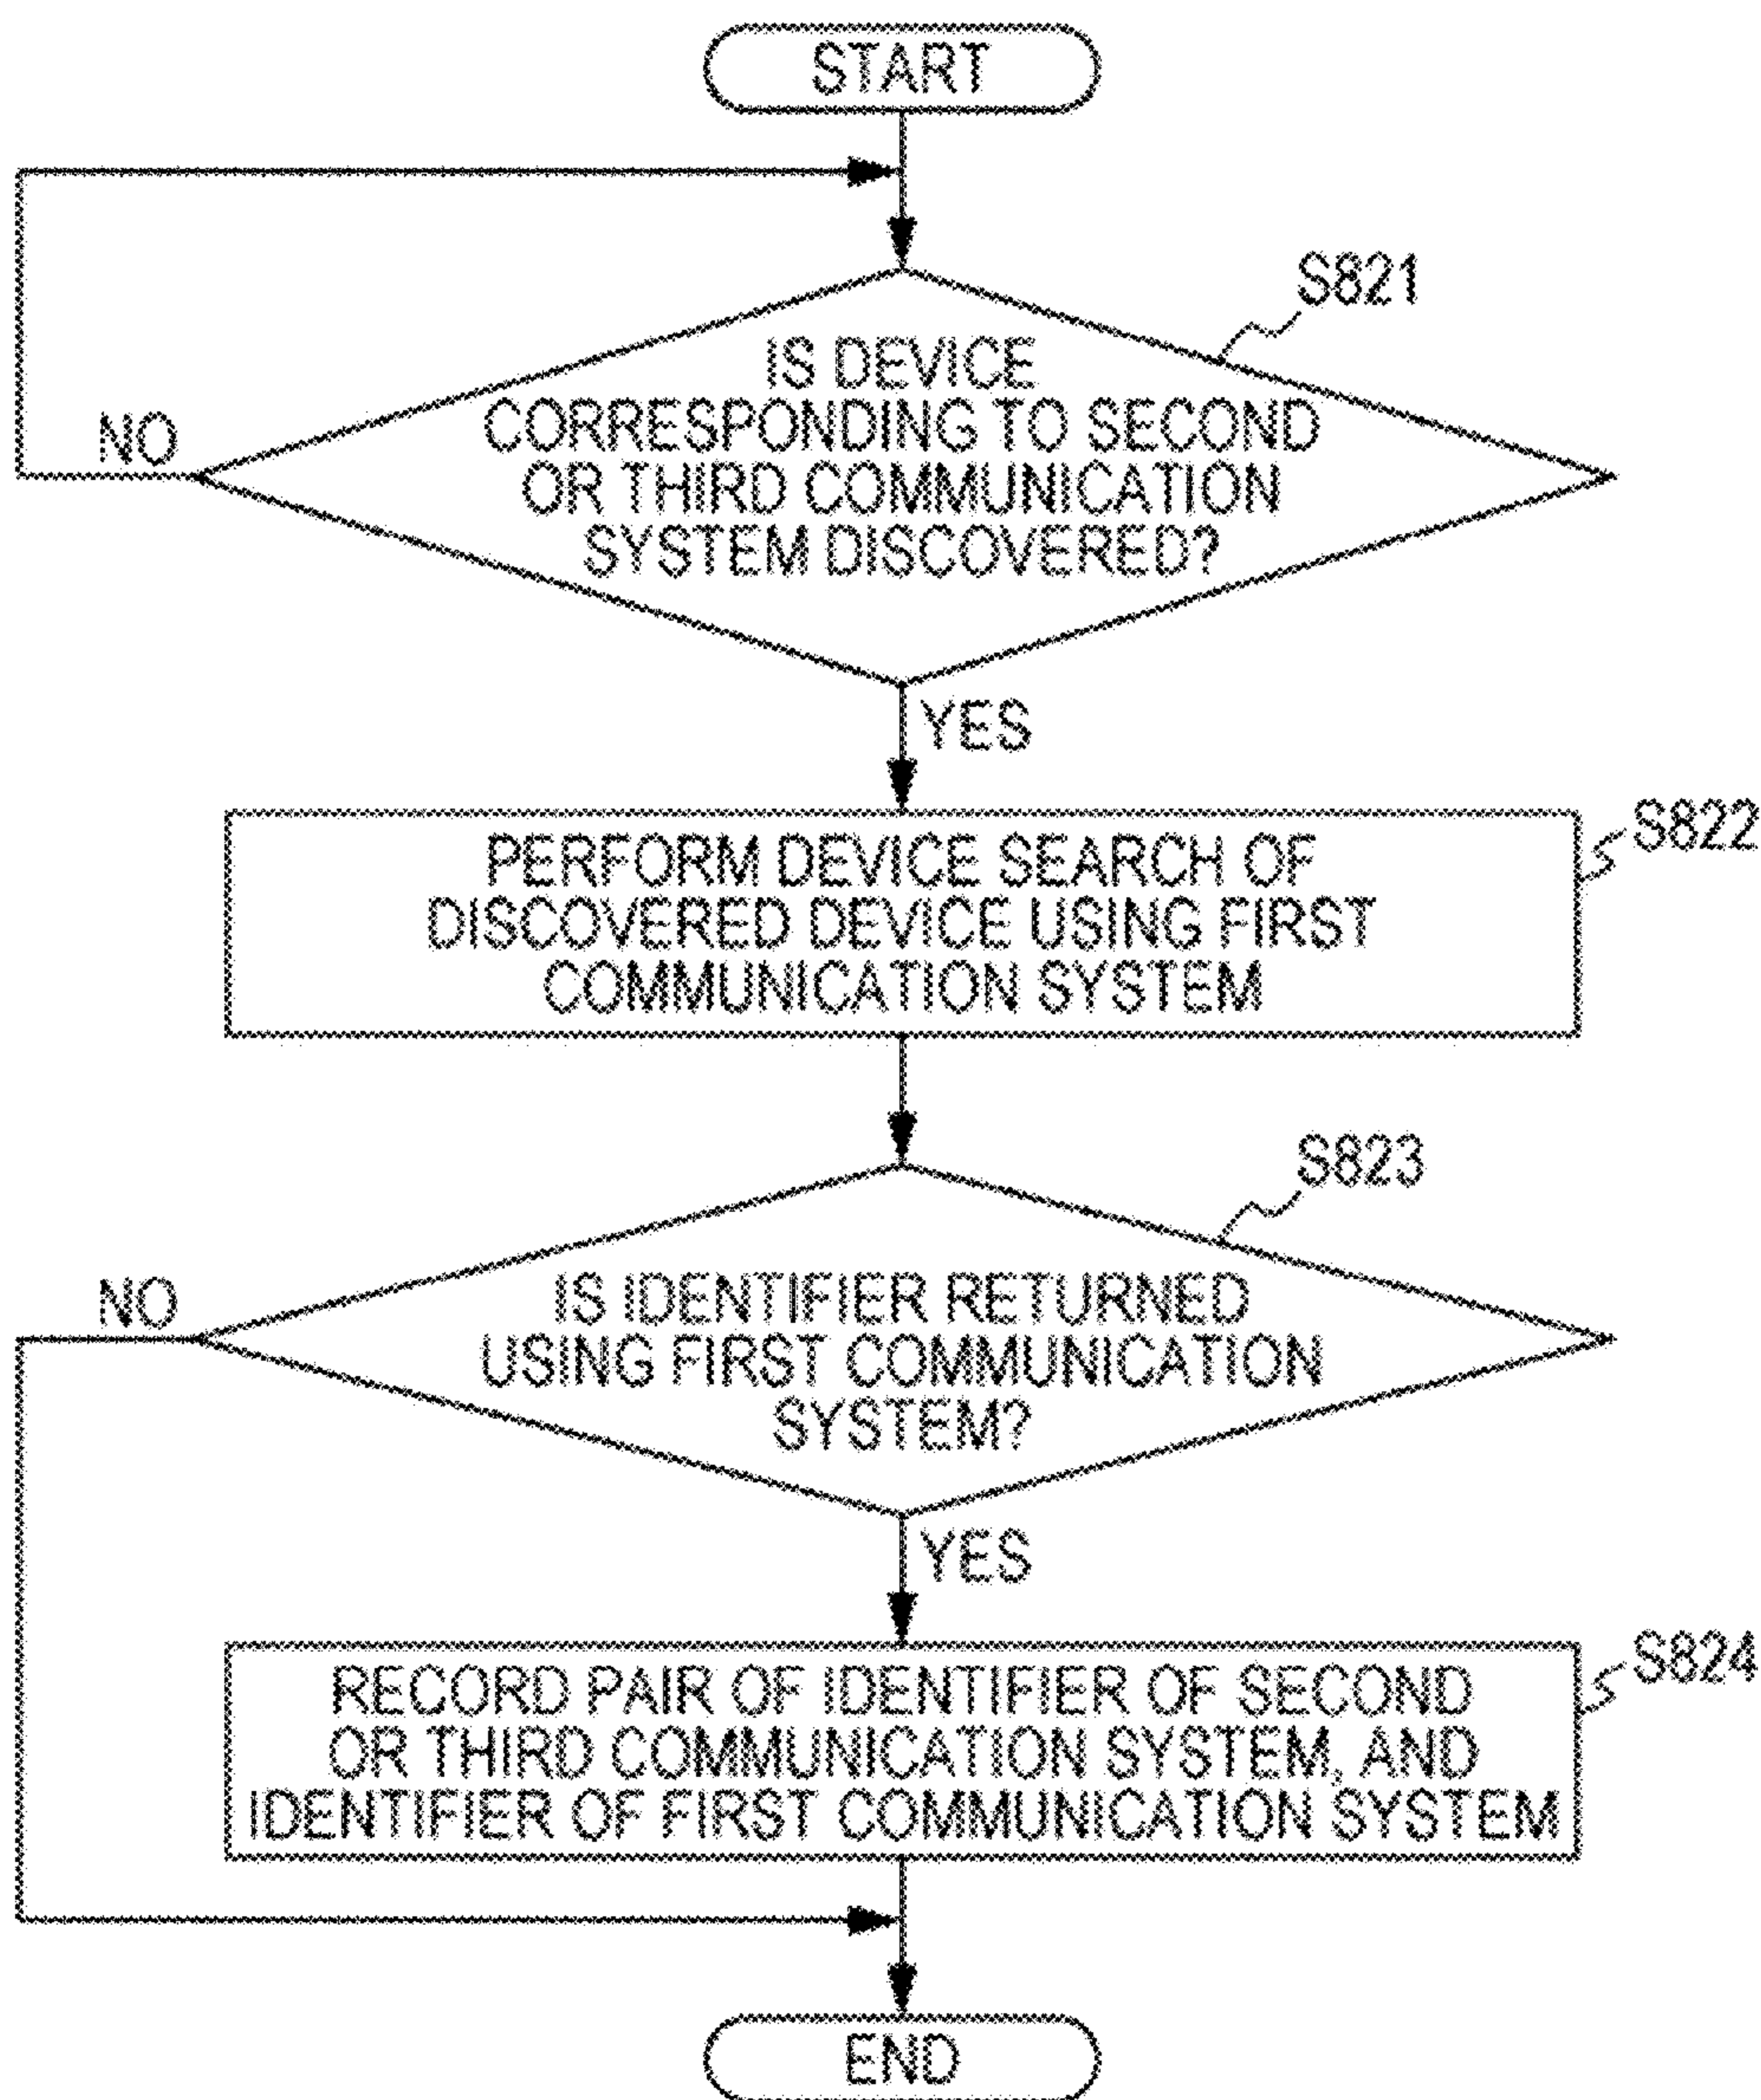 START
S821
IS DEVICE
CORRESPONDING TO SECOND
OR THIRD COMMUNICATION
SYSTEM DISCOVERED?
NO
YES
S822
PERFORM DEVICE SEARCH OF
DISCOVERED DEVICE USING FIRST
COMMUNICATION SYSTEM
S823
IS IDENTIFIER RETURNED
USING FIRST COMMUNICATION
SYSTEM?
NO
YES
S824
RECORD PAIR OF IDENTIFIER OF SECOND
OR THIRD COMMUNICATION SYSTEM, AND
IDENTIFIER OF FIRST COMMUNICATION SYSTEM
END